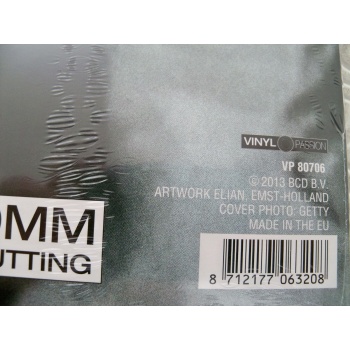 VINYL PASSION
VP 80706
© 2013 BCD B.V.
ARTWORK ELIAN, EMST-HOLLAND
COVER PHOTO: GETTY
MADE IN THE EU
MM
UTTING
8 712177 063208